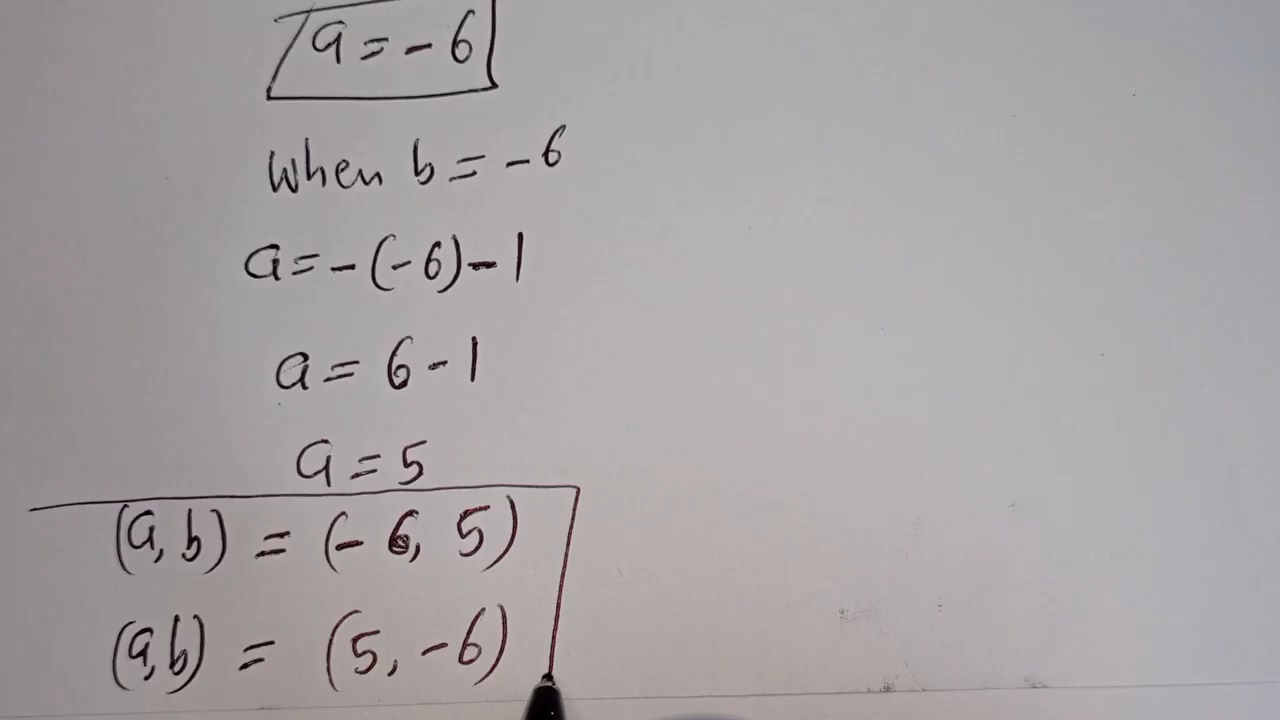 a = - 6
When b = - 6
a = - (- 6) - 1
a = 6 - 1
a = 5
(a, b) = (- 6, 5)
(a, b) = (5, - 6)